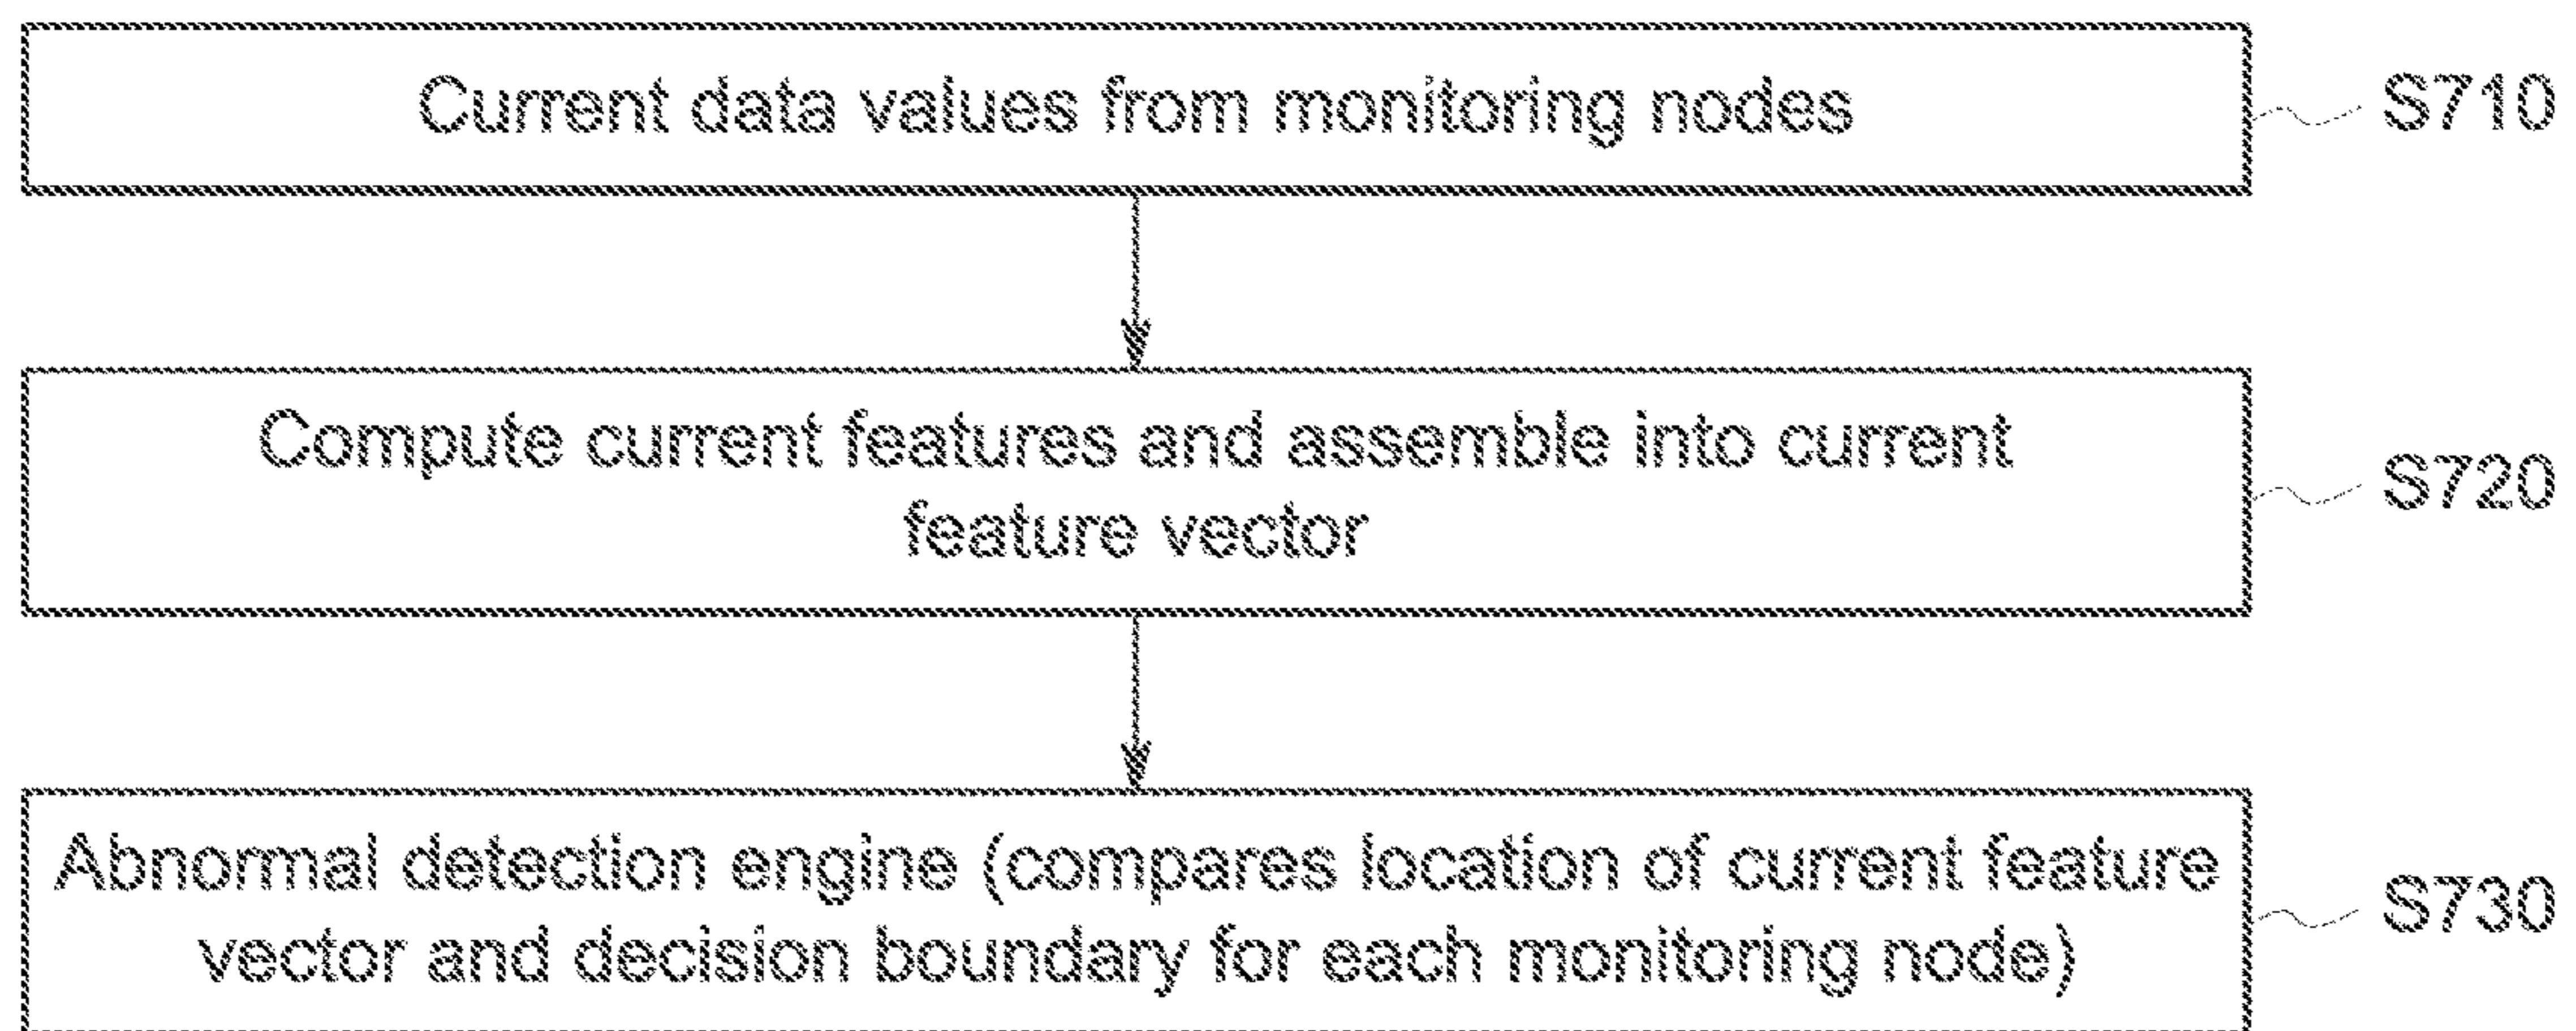 Current data values from monitoring nodes
S710
Compute current features and assemble into current
feature vector
S720
Abnormal detection engine (compares location of current feature
vector and decision boundary for each monitoring node)
S730